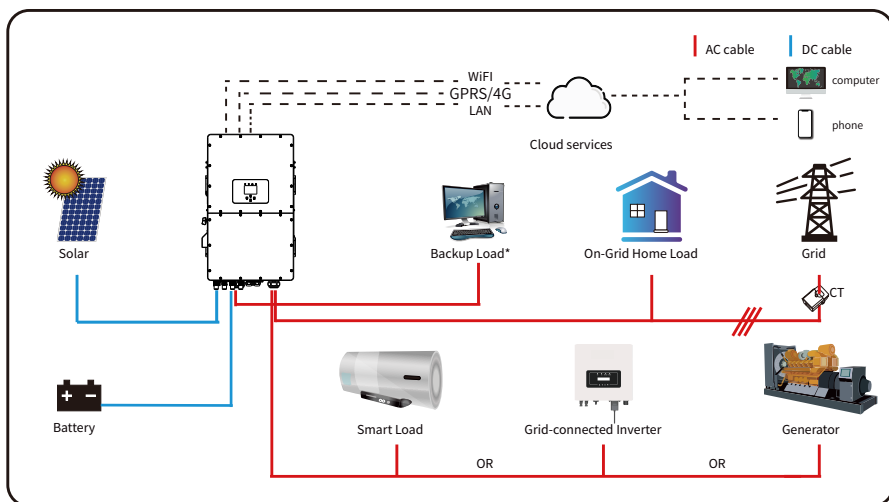 AC cable
DC cable
WiFI
GPRS/4G
LAN
computer
phone
Cloud services
Solar
Backup Load*
On-Grid Home Load
Grid
CT
Battery
Smart Load
Grid-connected Inverter
Generator
OR
OR